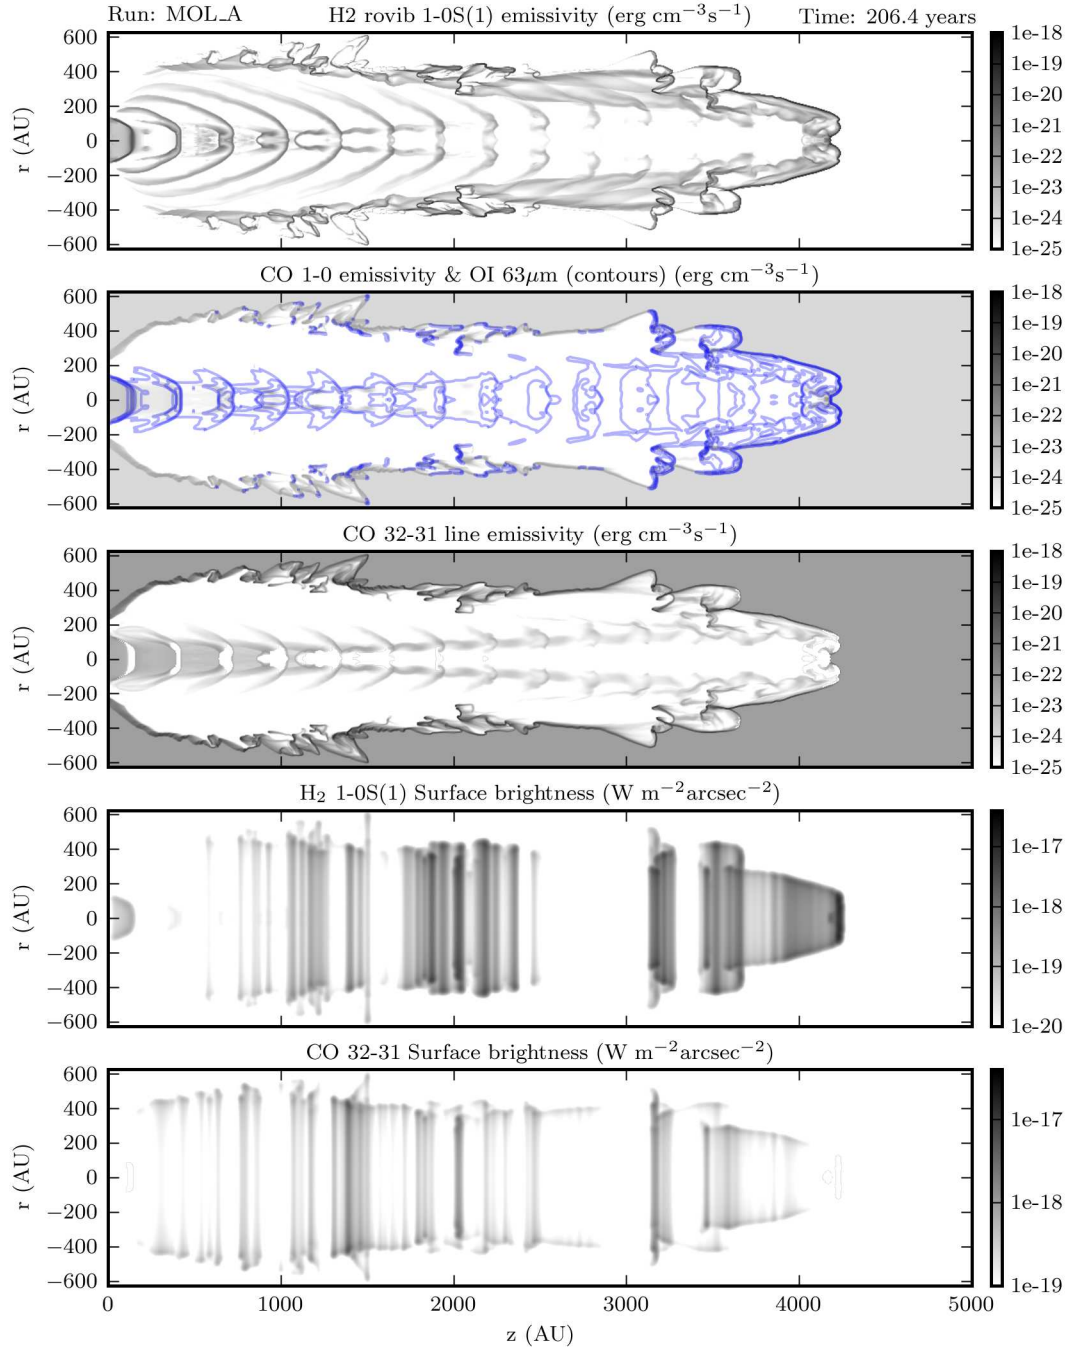 Run: MOL_A H2 rovib 1-0S(1) emissivity (erg cm−3s−1) Time: 206.4 years
600
400
200
0
−200
−400
−600
r (AU)
1e-18
1e-19
1e-20
1e-21
1e-22
1e-23
1e-24
1e-25
CO 1-0 emissivity & OI 63μm (contours) (erg cm−3s−1)
600
400
200
0
−200
−400
−600
r (AU)
1e-18
1e-19
1e-20
1e-21
1e-22
1e-23
1e-24
1e-25
CO 32-31 line emissivity (erg cm−3s−1)
600
400
200
0
−200
−400
−600
r (AU)
1e-18
1e-19
1e-20
1e-21
1e-22
1e-23
1e-24
1e-25
H2 1-0S(1) Surface brightness (W m−2arcsec−2)
600
400
200
0
−200
−400
−600
r (AU)
1e-17
1e-18
1e-19
1e-20
CO 32-31 Surface brightness (W m−2arcsec−2)
600
400
200
0
−200
−400
−600
r (AU)
1e-17
1e-18
1e-19
0 1000 2000 3000 4000 5000
z (AU)